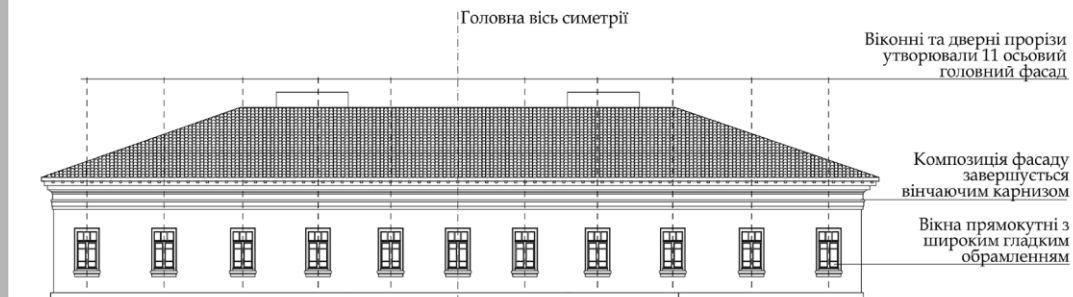 Головна вісь симетрії
Віконні та дверні прорізи
утворювали 11 осьовий
головний фасад
Композиція фасаду
завершується
вінчаючим карнизом
Вікна прямокутні з
широким гладким
обрамленням